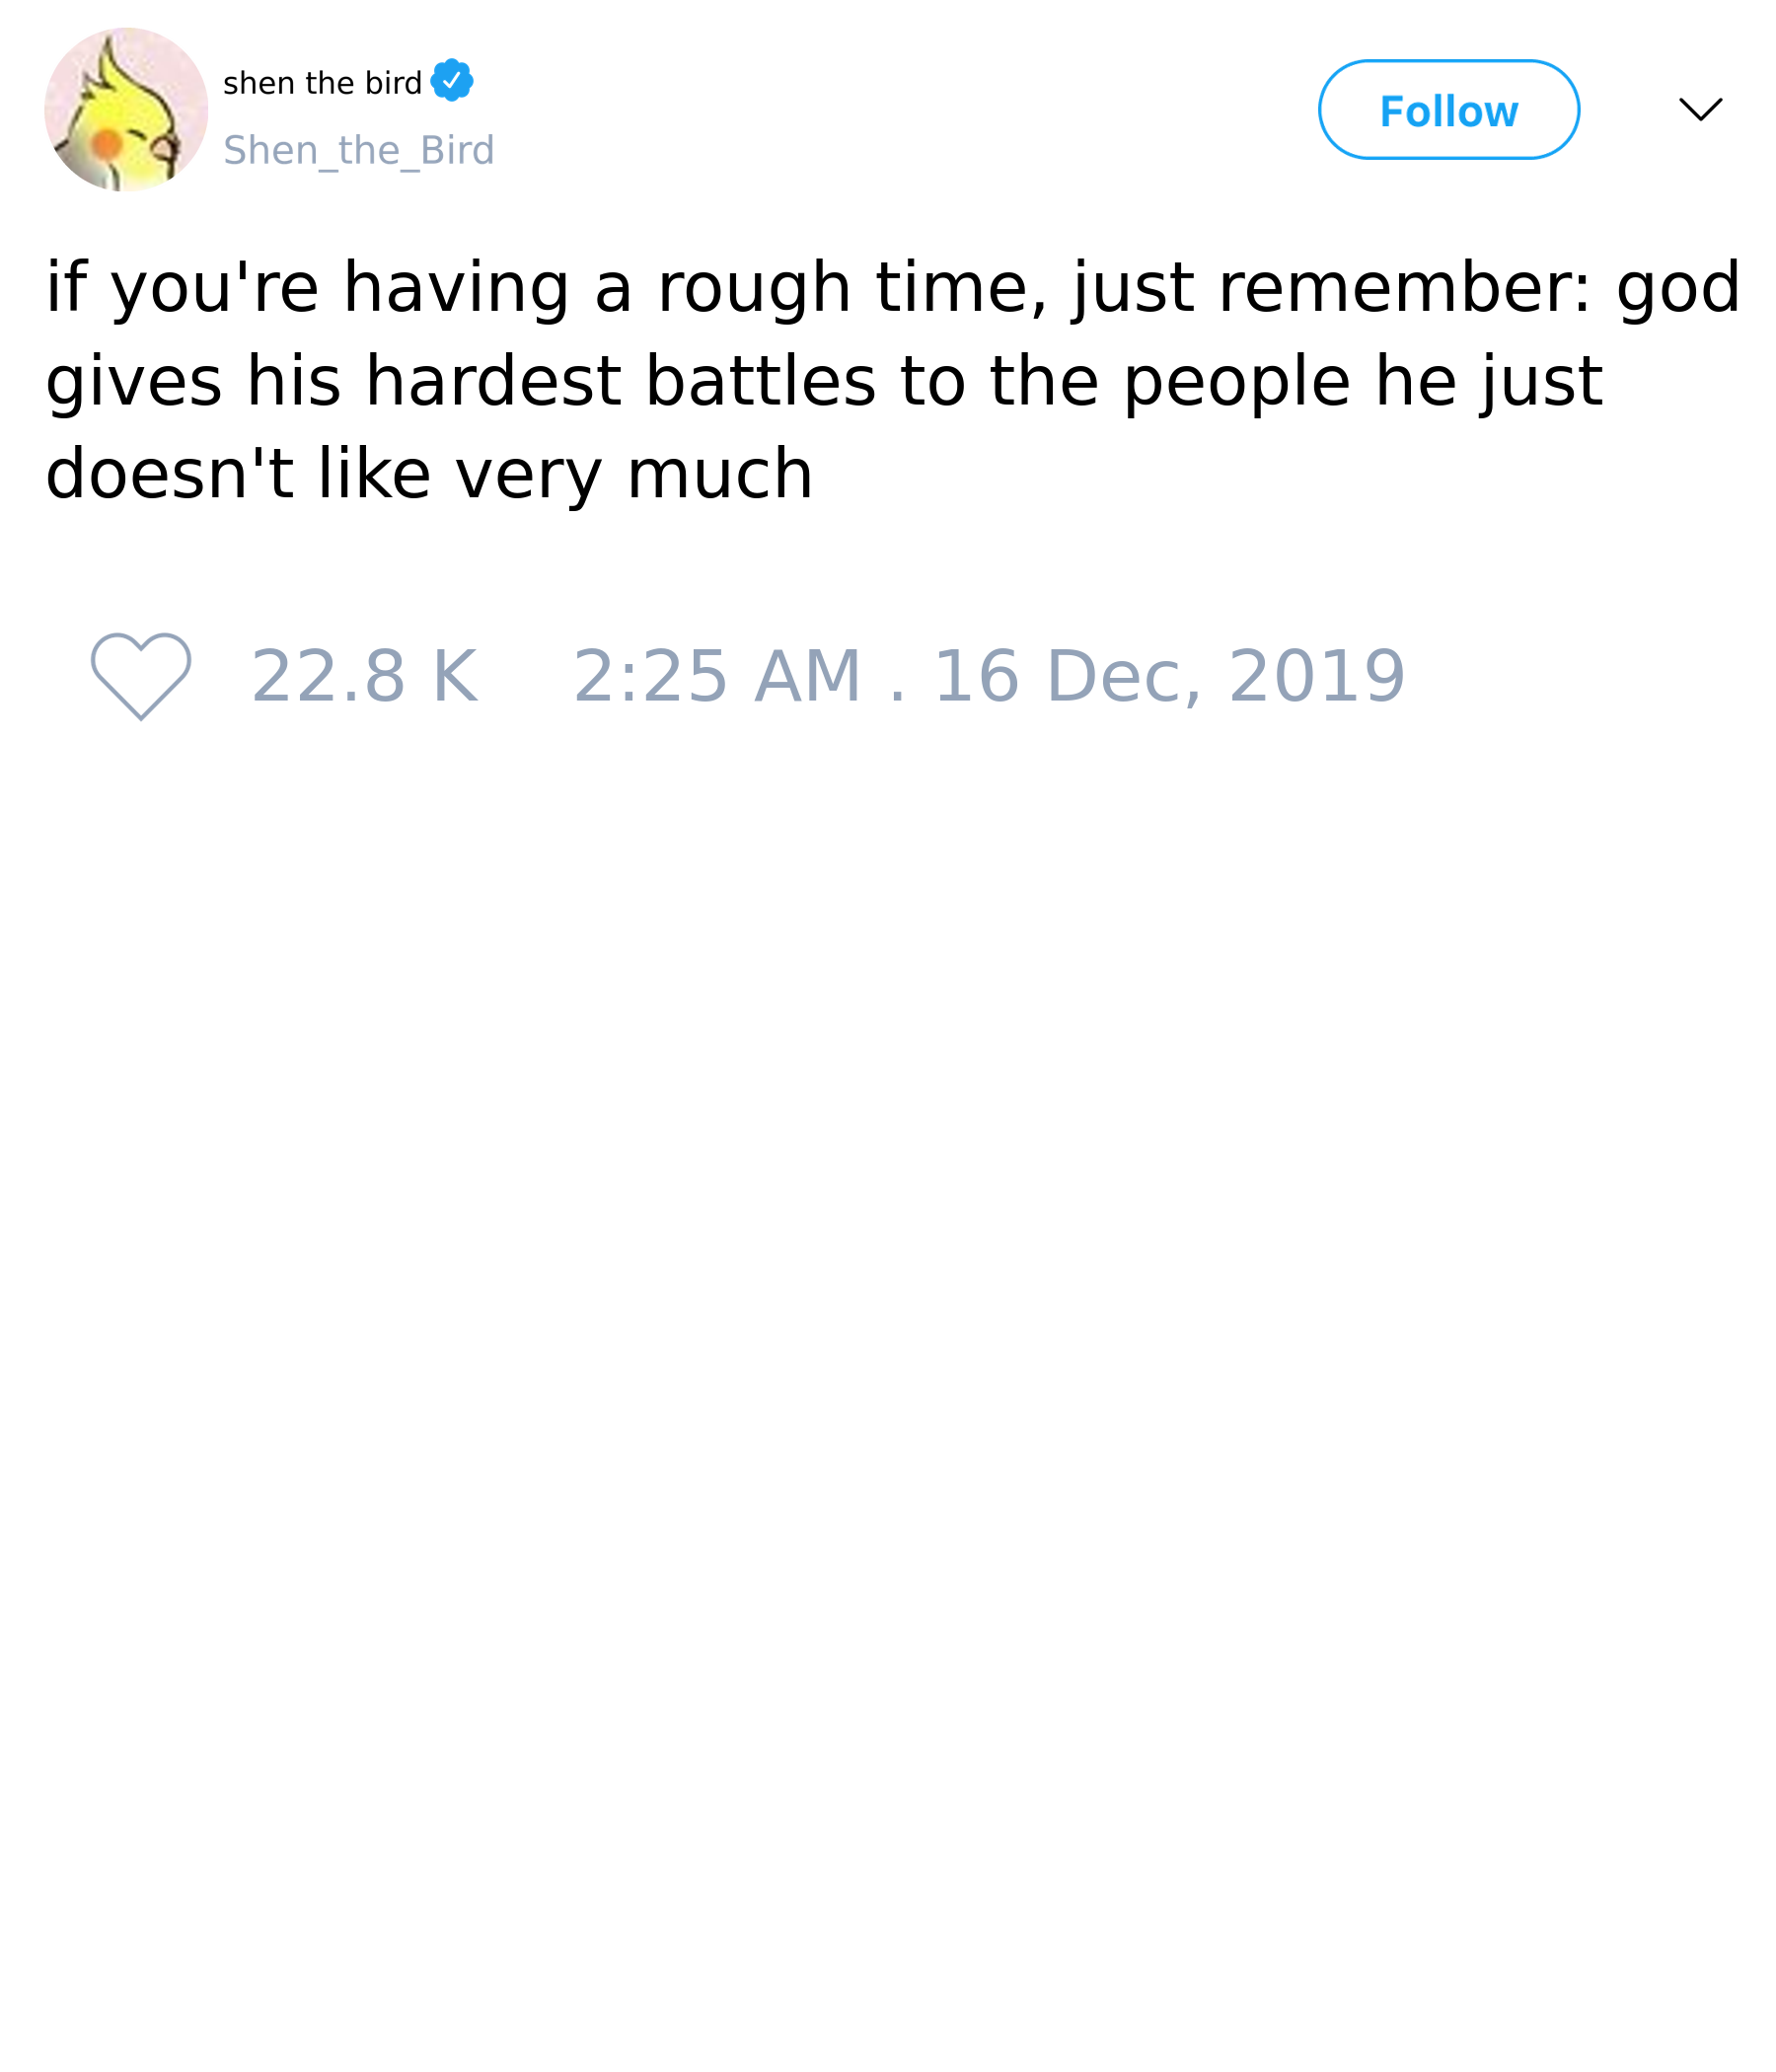 shen the bird
Follow
Shen_the_Bird
if you're having a rough time, just remember: god
gives his hardest battles to the people he just
doesn't like very much
22.8 K 2:25 AM . 16 Dec, 2019